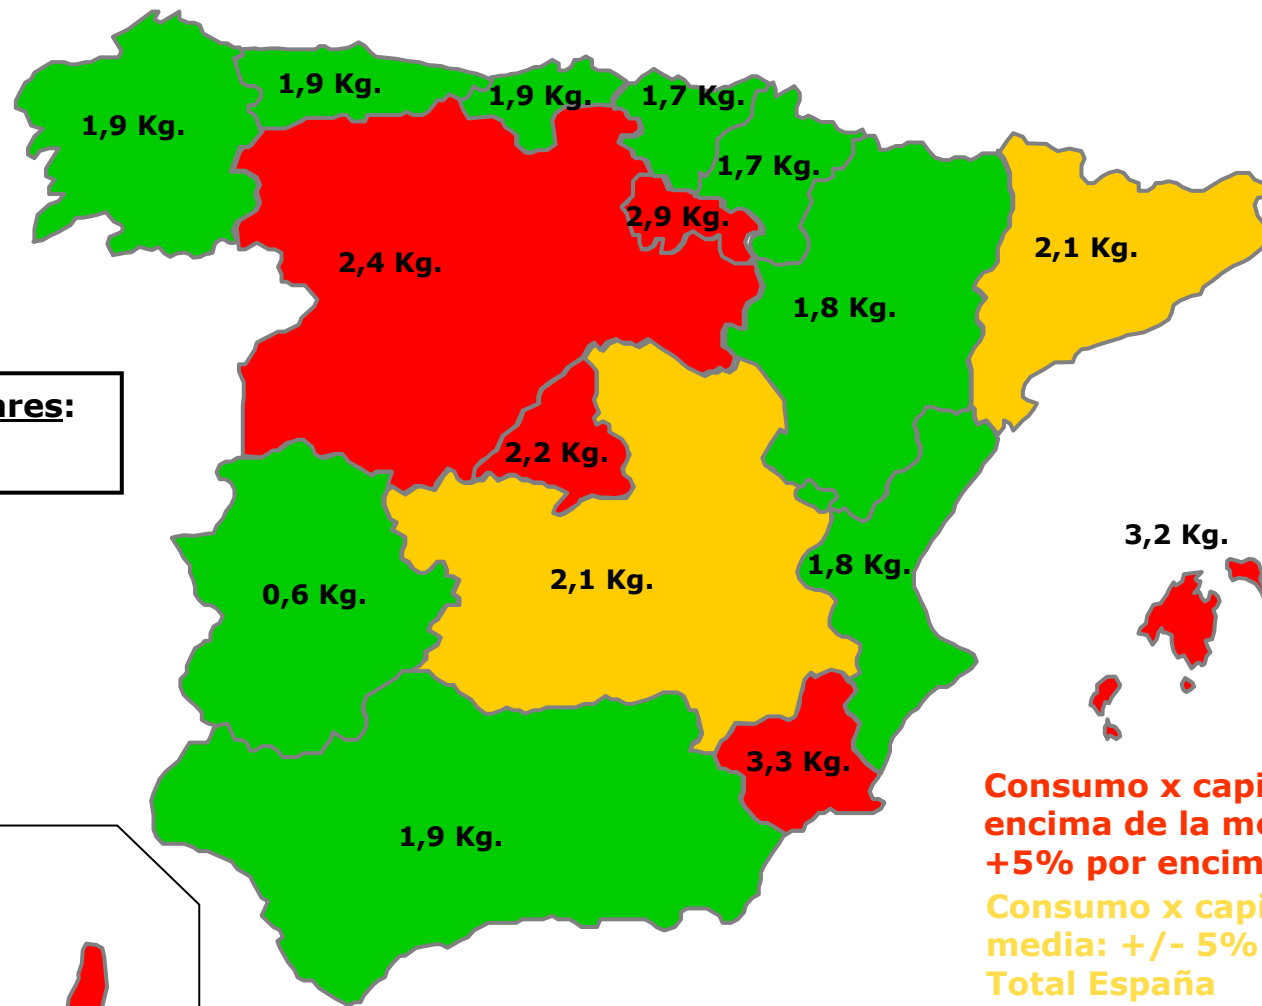 1,9 Kg.
1,9 Kg.
1,9 Kg.
1,7 Kg.
1,7 Kg.
2,9 Kg.
2,4 Kg.
2,1 Kg.
1,8 Kg.
ares:
2,2 Kg.
3,2 Kg.
0,6 Kg.
2,1 Kg.
1,8 Kg.
3,3 Kg.
1,9 Kg.
Consumo x capi
encima de la me
+5% por encim
Consumo x capi
media: +/- 5%
Total España